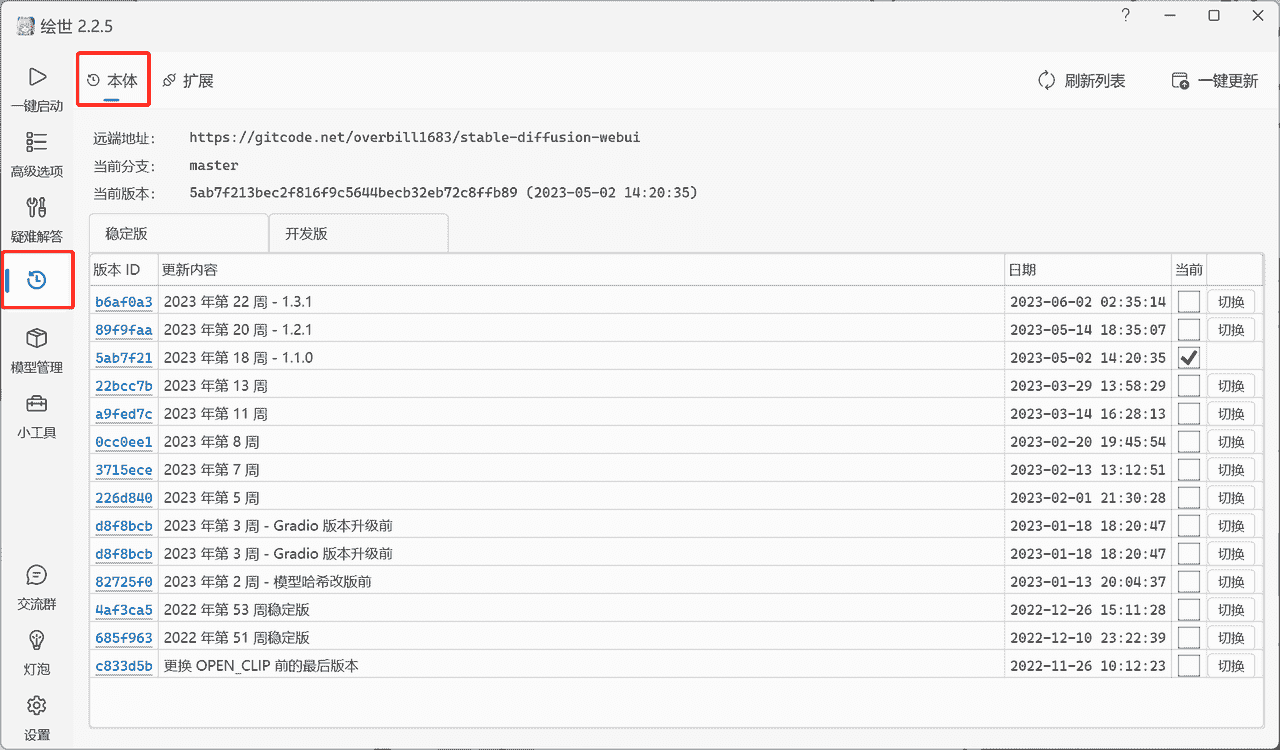 绘世 2.2.5
?
一键启动
高级选项
疑难解答
模型管理
小工具
交流群
灯泡
设置
本体 扩展 刷新列表 一键更新
远端地址: https://gitcode.net/overbill1683/stable-diffusion-webui
当前分支: master
当前版本: 5ab7f213bec2f816f9c5644becb32eb72c8ffb89 (2023-05-02 14:20:35)
稳定版 开发版
版本 ID 更新内容 日期 当前
b6af0a3 2023 年第 22 周 - 1.3.1 2023-06-02 02:35:14 切换
89f9faa 2023 年第 20 周 - 1.2.1 2023-05-14 18:35:07 切换
5ab7f21 2023 年第 18 周 - 1.1.0 2023-05-02 14:20:35
22bcc7b 2023 年第 13 周 2023-03-29 13:58:29 切换
a9fed7c 2023 年第 11 周 2023-03-14 16:28:13 切换
0cc0ee1 2023 年第 8 周 2023-02-20 19:45:54 切换
3715ece 2023 年第 7 周 2023-02-13 13:12:51 切换
226d840 2023 年第 5 周 2023-02-01 21:30:28 切换
d8f8bcb 2023 年第 3 周 - Gradio 版本升级前 2023-01-18 18:20:47 切换
d8f8bcb 2023 年第 3 周 - Gradio 版本升级前 2023-01-18 18:20:47 切换
82725f0 2023 年第 2 周 - 模型哈希改版前 2023-01-13 20:04:37 切换
4af3ca5 2022 年第 53 周稳定版 2022-12-26 15:11:28 切换
685f963 2022 年第 51 周稳定版 2022-12-10 23:22:39 切换
c833d5b 更换 OPEN_CLIP 前的最后版本 2022-11-26 10:12:23 切换